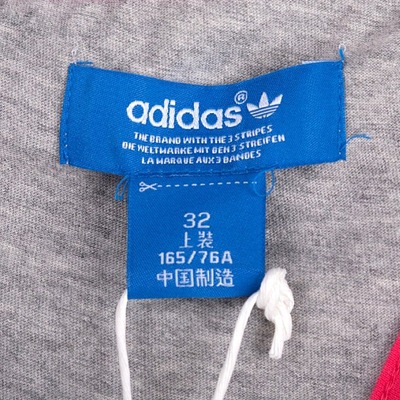 adidas®
THE BRAND WITH THE 3 STRIPES
DIE WELTMARKE MIT DEN 3 STREIFEN
LA MARQUE AUX 3 BANDES
32
上装
165/76A
中国制造